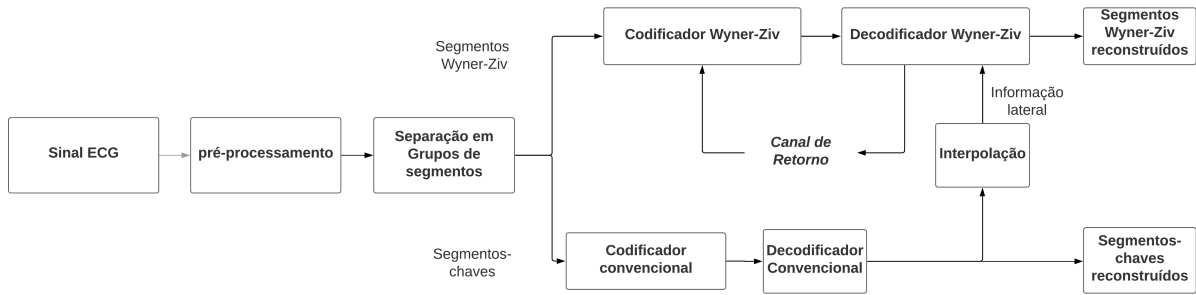 Segmentos
Wyner-Ziv
Codificador Wyner-Ziv
Decodificador Wyner-Ziv
Segmentos
Wyner-Ziv
reconstruídos
Informação
lateral
Sinal ECG
pré-processamento
Separação em
Grupos de
segmentos
Canal de
Retorno
Interpolação
Segmentos-
chaves
Codificador
convencional
Decodificador
Convencional
Segmentos-
chaves
reconstruídos